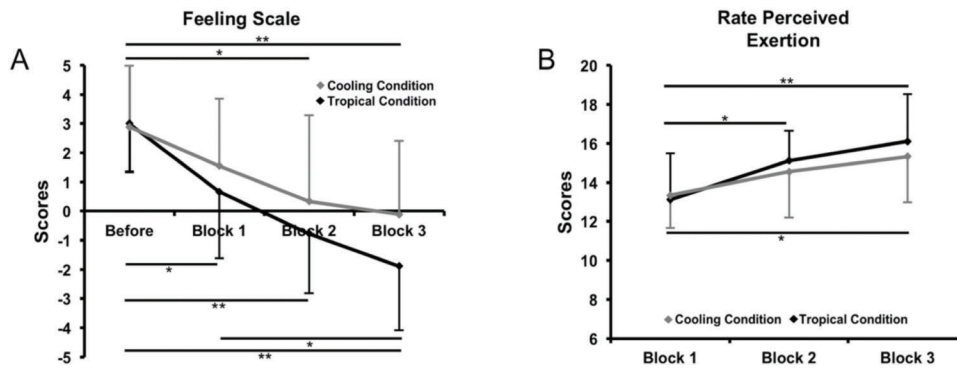 Feeling Scale
A
**
*
5
4
3
2
1
0
-1
-2
-3
-4
-5
Scores
Cooling Condition
Tropical Condition
Before
Block 1
Block 2
Block 3
*
**
*
**
Rate Perceived
Exertion
B
20
18
16
14
12
10
8
6
Scores
**
*
*
Cooling Condition
Tropical Condition
Block 1
Block 2
Block 3